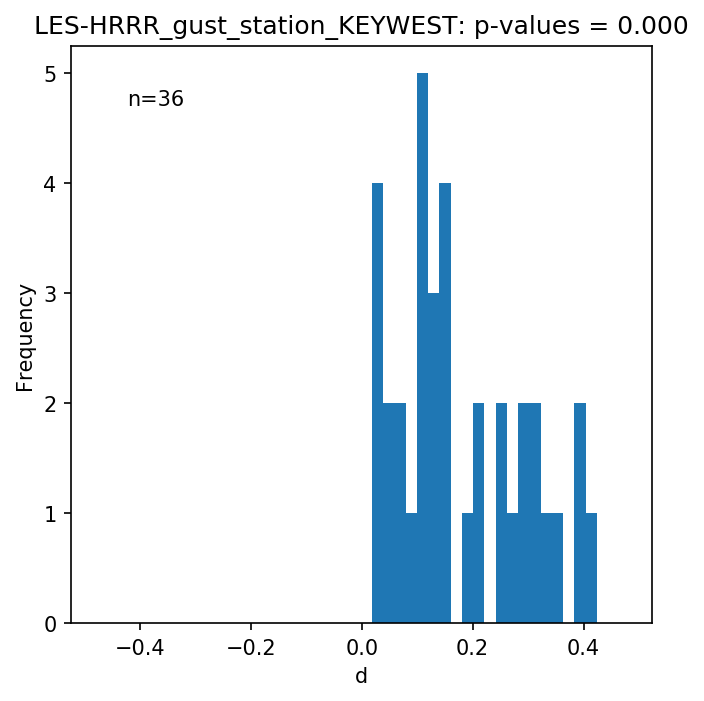 LES-HRRR_gust_station_KEYWEST: p-values = 0.000
n=36
5
4
3
2
1
0
Frequency
−0.4 −0.2 0.0 0.2 0.4
d